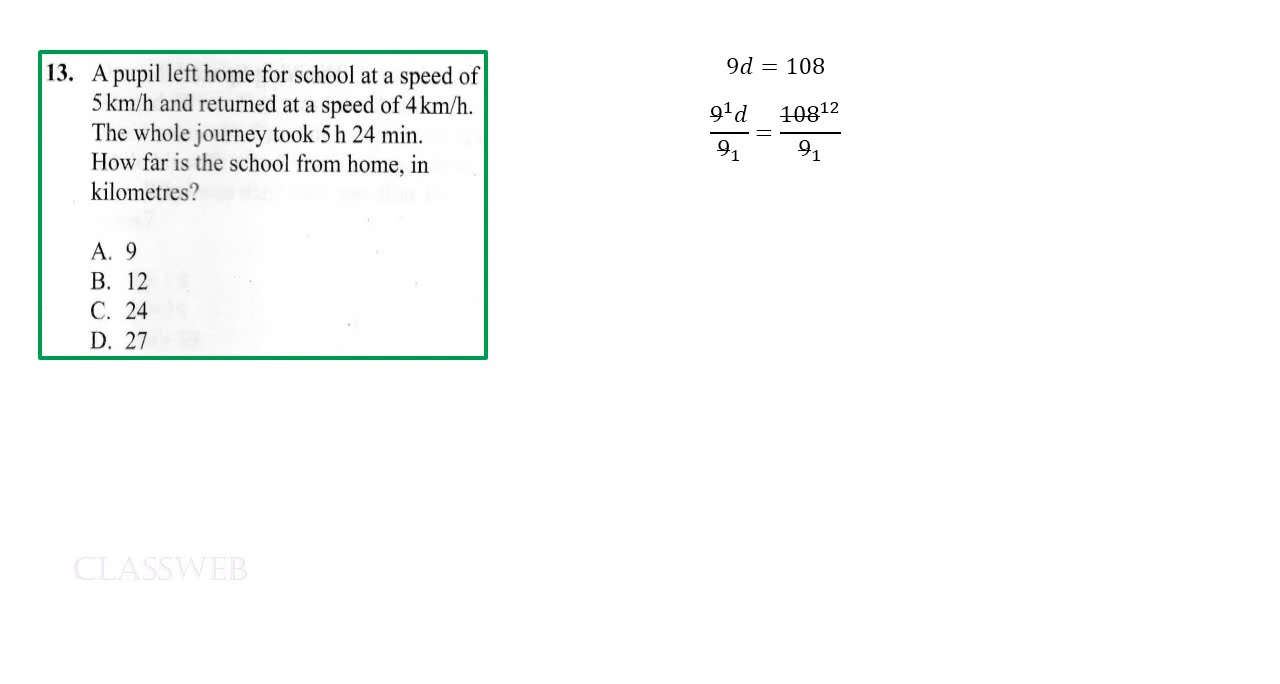 13. A pupil left home for school at a speed of
5 km/h and returned at a speed of 4 km/h.
The whole journey took 5 h 24 min.
How far is the school from home, in
kilometres?
A. 9
B. 12
C. 24
D. 27
9d = 108
9¹d/9₁ = 108¹²/9₁
CLASSWEB